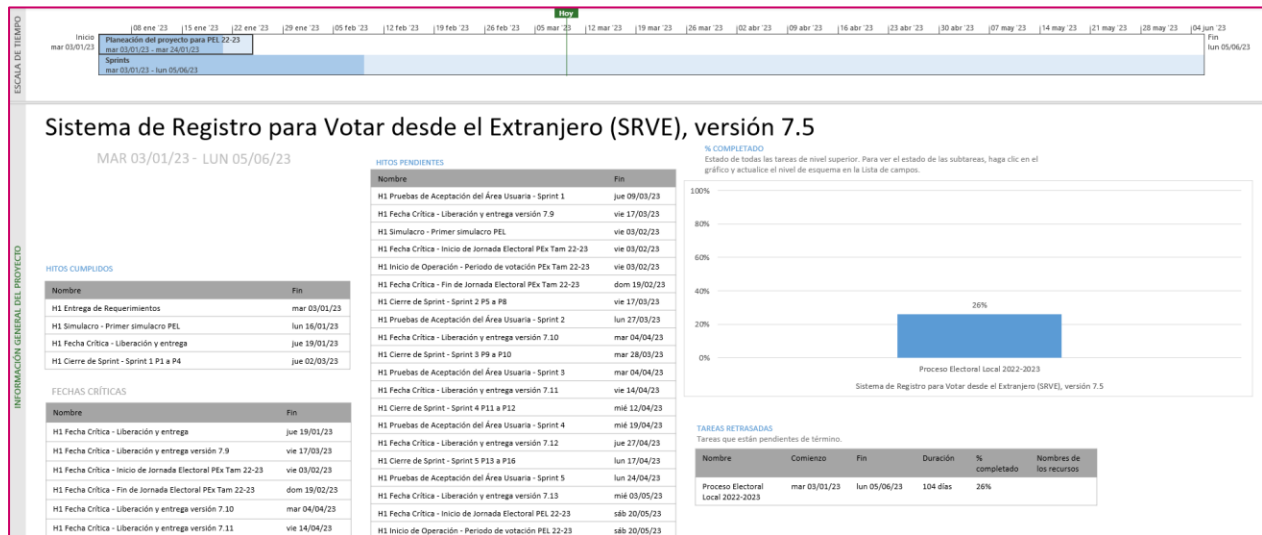 ESCALA DE TIEMPO
Hoy
08 ene '23 15 ene '23 22 ene '23 29 ene '23 05 feb '23 12 feb '23 19 feb '23 26 feb '23 05 mar '23 12 mar '23 19 mar '23 26 mar '23 02 abr '23 09 abr '23 16 abr '23 23 abr '23 30 abr '23 07 may '23 14 may '23 21 may '23 28 may '23 04 jun '23
Inicio
mar 03/01/23
Planeación del proyecto para PEL 22-23
mar 03/01/23 - mar 24/01/23
Sprints
mar 03/01/23 - lun 05/06/23
Fin
lun 05/06/23
INFORMACIÓN GENERAL DEL PROYECTO
Sistema de Registro para Votar desde el Extranjero (SRVE), versión 7.5
MAR 03/01/23 - LUN 05/06/23
HITOS CUMPLIDOS
Nombre Fin
H1 Entrega de Requerimientos mar 03/01/23
H1 Simulacro - Primer simulacro PEL lun 16/01/23
H1 Fecha Crítica - Liberación y entrega jue 19/01/23
H1 Cierre de Sprint - Sprint 1 P1 a P4 jue 02/03/23
FECHAS CRÍTICAS
Nombre Fin
H1 Fecha Crítica - Liberación y entrega jue 19/01/23
H1 Fecha Crítica - Liberación y entrega versión 7.9 vie 17/03/23
H1 Fecha Crítica - Inicio de Jornada Electoral PEx Tam 22-23 vie 03/02/23
H1 Fecha Crítica - Fin de Jornada Electoral PEx Tam 22-23 dom 19/02/23
H1 Fecha Crítica - Liberación y entrega versión 7.10 mar 04/04/23
H1 Fecha Crítica - Liberación y entrega versión 7.11 vie 14/04/23
HITOS PENDIENTES
Nombre Fin
H1 Pruebas de Aceptación del Área Usuaria - Sprint 1 jue 09/03/23
H1 Fecha Crítica - Liberación y entrega versión 7.9 vie 17/03/23
H1 Simulacro - Primer simulacro PEL vie 03/02/23
H1 Fecha Crítica - Inicio de Jornada Electoral PEx Tam 22-23 vie 03/02/23
H1 Inicio de Operación - Periodo de votación PEx Tam 22-23 vie 03/02/23
H1 Fecha Crítica - Fin de Jornada Electoral PEx Tam 22-23 dom 19/02/23
H1 Cierre de Sprint - Sprint 2 P5 a P8 vie 17/03/23
H1 Pruebas de Aceptación del Área Usuaria - Sprint 2 lun 27/03/23
H1 Fecha Crítica - Liberación y entrega versión 7.10 mar 04/04/23
H1 Cierre de Sprint - Sprint 3 P9 a P10 mar 28/03/23
H1 Pruebas de Aceptación del Área Usuaria - Sprint 3 mar 04/04/23
H1 Fecha Crítica - Liberación y entrega versión 7.11 vie 14/04/23
H1 Cierre de Sprint - Sprint 4 P11 a P12 mié 12/04/23
H1 Pruebas de Aceptación del Área Usuaria - Sprint 4 mié 19/04/23
H1 Fecha Crítica - Liberación y entrega versión 7.12 jue 27/04/23
H1 Cierre de Sprint - Sprint 5 P13 a P16 lun 17/04/23
H1 Pruebas de Aceptación del Área Usuaria - Sprint 5 lun 24/04/23
H1 Fecha Crítica - Liberación y entrega versión 7.13 mié 03/05/23
H1 Fecha Crítica - Inicio de Jornada Electoral PEL 22-23 sáb 20/05/23
H1 Inicio de Operación - Periodo de votación PEL 22-23 sáb 20/05/23
% COMPLETADO
Estado de todas las tareas de nivel superior. Para ver el estado de las subtareas, haga clic en el
gráfico y actualice el nivel de esquema en la Lista de campos.
100%
80%
60%
40%
20%
0%
26%
Proceso Electoral Local 2022-2023
Sistema de Registro para Votar desde el Extranjero (SRVE), versión 7.5
TAREAS RETRASADAS
Tareas que están pendientes de término.
Nombre Comienzo Fin Duración % completado Nombres de los recursos
Proceso Electoral Local 2022-2023 mar 03/01/23 lun 05/06/23 104 días 26%